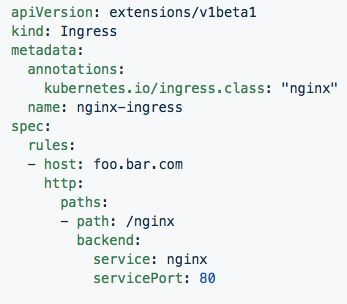 apiVersion: extensions/v1beta1
kind: Ingress
metadata:
  annotations:
    kubernetes.io/ingress.class: "nginx"
  name: nginx-ingress
spec:
  rules:
  - host: foo.bar.com
    http:
      paths:
      - path: /nginx
        backend:
          service: nginx
          servicePort: 80